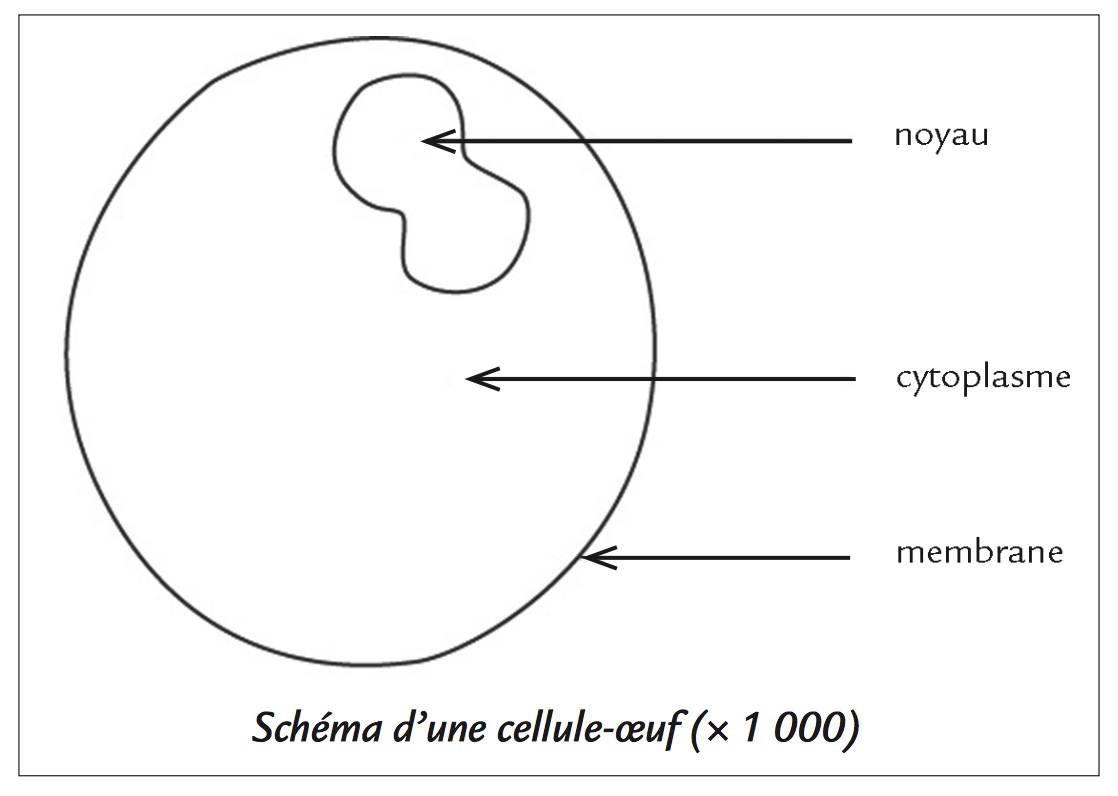 noyau
cytoplasme
membrane
Schéma d’une cellule-œuf (× 1 000)